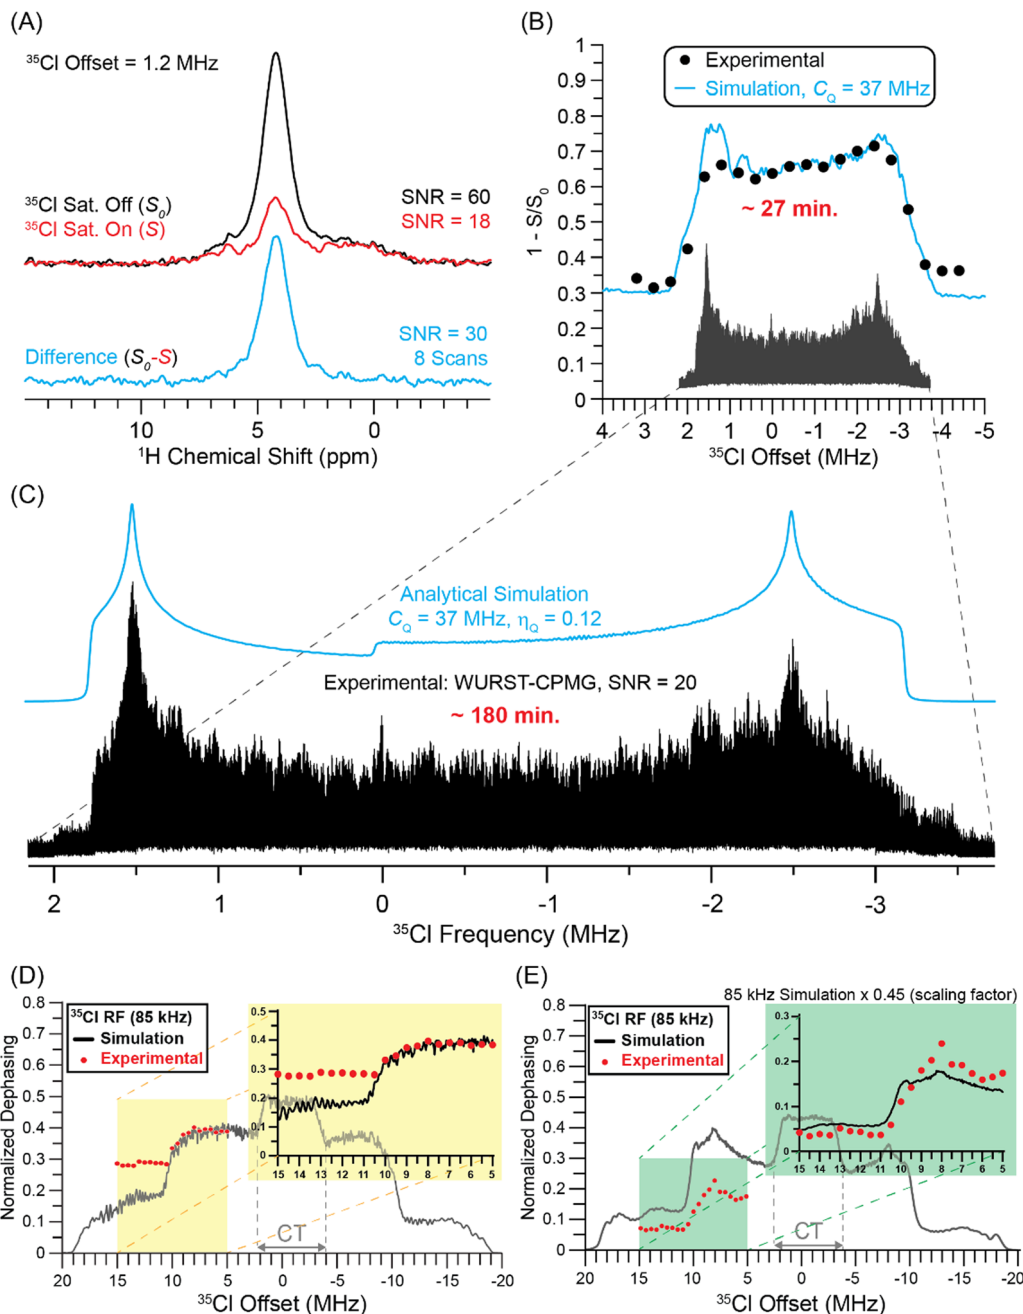 (A)
³⁵Cl Offset = 1.2 MHz
³⁵Cl Sat. Off (S₀)
³⁵Cl Sat. On (S)
SNR = 60
SNR = 18
Difference (S₀-S)
SNR = 30
8 Scans
10 5 0
¹H Chemical Shift (ppm)
(B)
Experimental
Simulation, C_Q = 37 MHz
1 - S/S₀
1
0.9
0.8
0.7
0.6
0.5
0.4
0.3
0.2
0.1
0
~ 27 min.
4 3 2 1 0 -1 -2 -3 -4 -5
³⁵Cl Offset (MHz)
(C)
Analytical Simulation
C_Q = 37 MHz, η_Q = 0.12
Experimental: WURST-CPMG, SNR = 20
~ 180 min.
2 1 0 -1 -2 -3
³⁵Cl Frequency (MHz)
(D)
³⁵Cl RF (85 kHz)
Simulation
Experimental
Normalized Dephasing
0.8
0.7
0.6
0.5
0.4
0.3
0.2
0.1
0
0.5
0.4
0.3
0.2
0.1
0
15 14 13 12 11 10 9 8 7 6 5
CT
20 15 10 5 0 -5 -10 -15 -20
³⁵Cl Offset (MHz)
(E)
85 kHz Simulation x 0.45 (scaling factor)
³⁵Cl RF (85 kHz)
Simulation
Experimental
Normalized Dephasing
0.8
0.7
0.6
0.5
0.4
0.3
0.2
0.1
0
0.3
0.2
0.1
0
15 14 13 12 11 10 9 8 7 6 5
CT
20 15 10 5 0 -5 -10 -15 -20
³⁵Cl Offset (MHz)